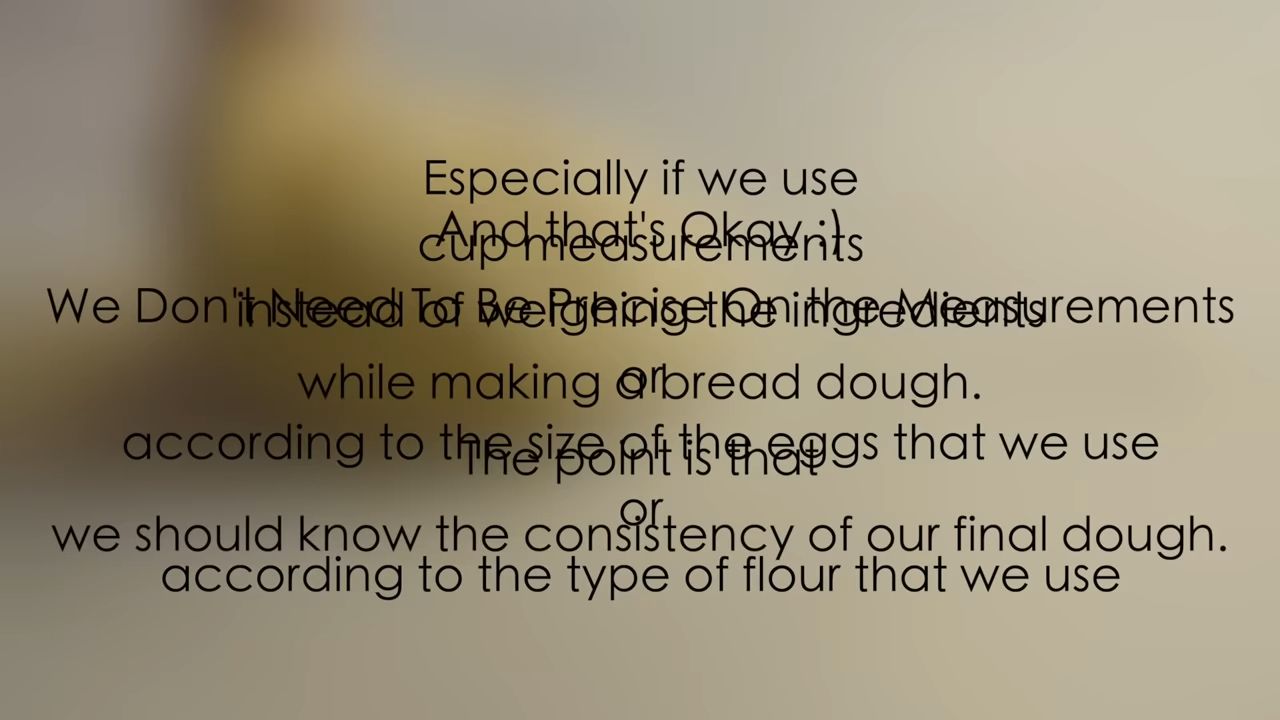 Especially if we use
cup measurements
instead of weighing the ingredients
or
according to the size of the eggs that we use
or
according to the type of flour that we use
And that's Okay :)
We Don't Need To Be Precise On the Measurements
while making a bread dough.
The point is that
we should know the consistency of our final dough.